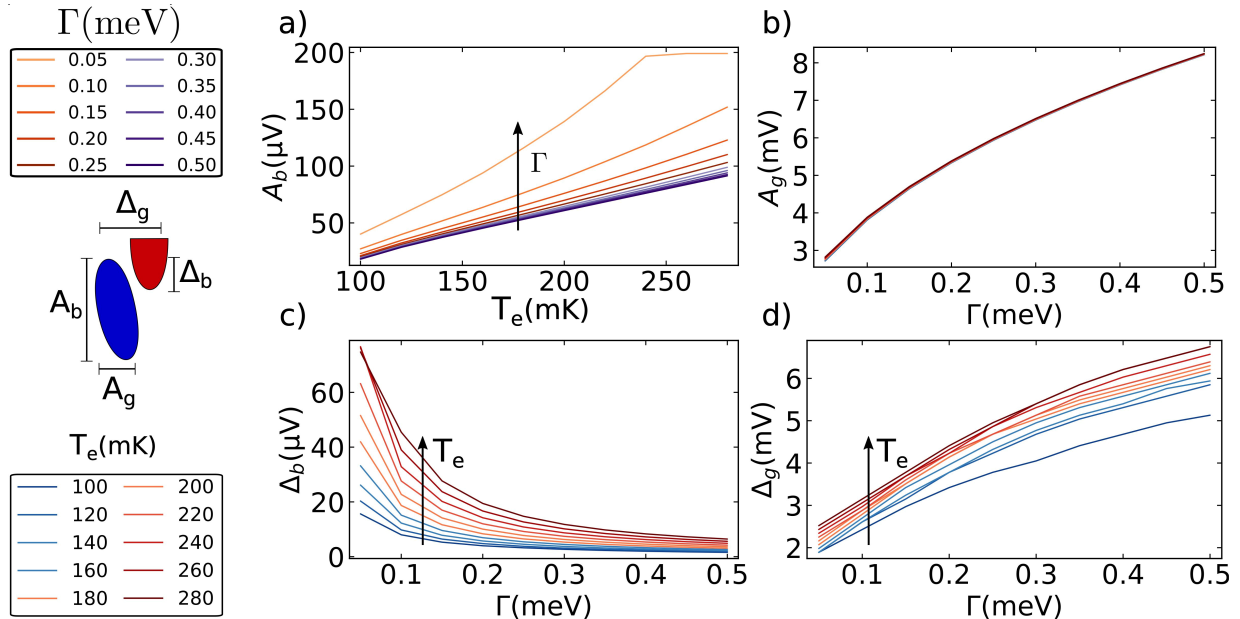 Γ(meV)
0.05 0.30
0.10 0.35
0.15 0.40
0.20 0.45
0.25 0.50
Δg
Δb
Ab
Ag
Te(mK)
100 200
120 220
140 240
160 260
180 280
a)
Ab(μV)
200
150
100
50
Γ
100 150 200 250
Te(mK)
b)
Ag(mV)
8
7
6
5
4
3
0.1 0.2 0.3 0.4 0.5
Γ(meV)
c)
Δb(μV)
60
40
20
0
Te
0.1 0.2 0.3 0.4 0.5
Γ(meV)
d)
Δg(mV)
6
5
4
3
2
Te
0.1 0.2 0.3 0.4 0.5
Γ(meV)